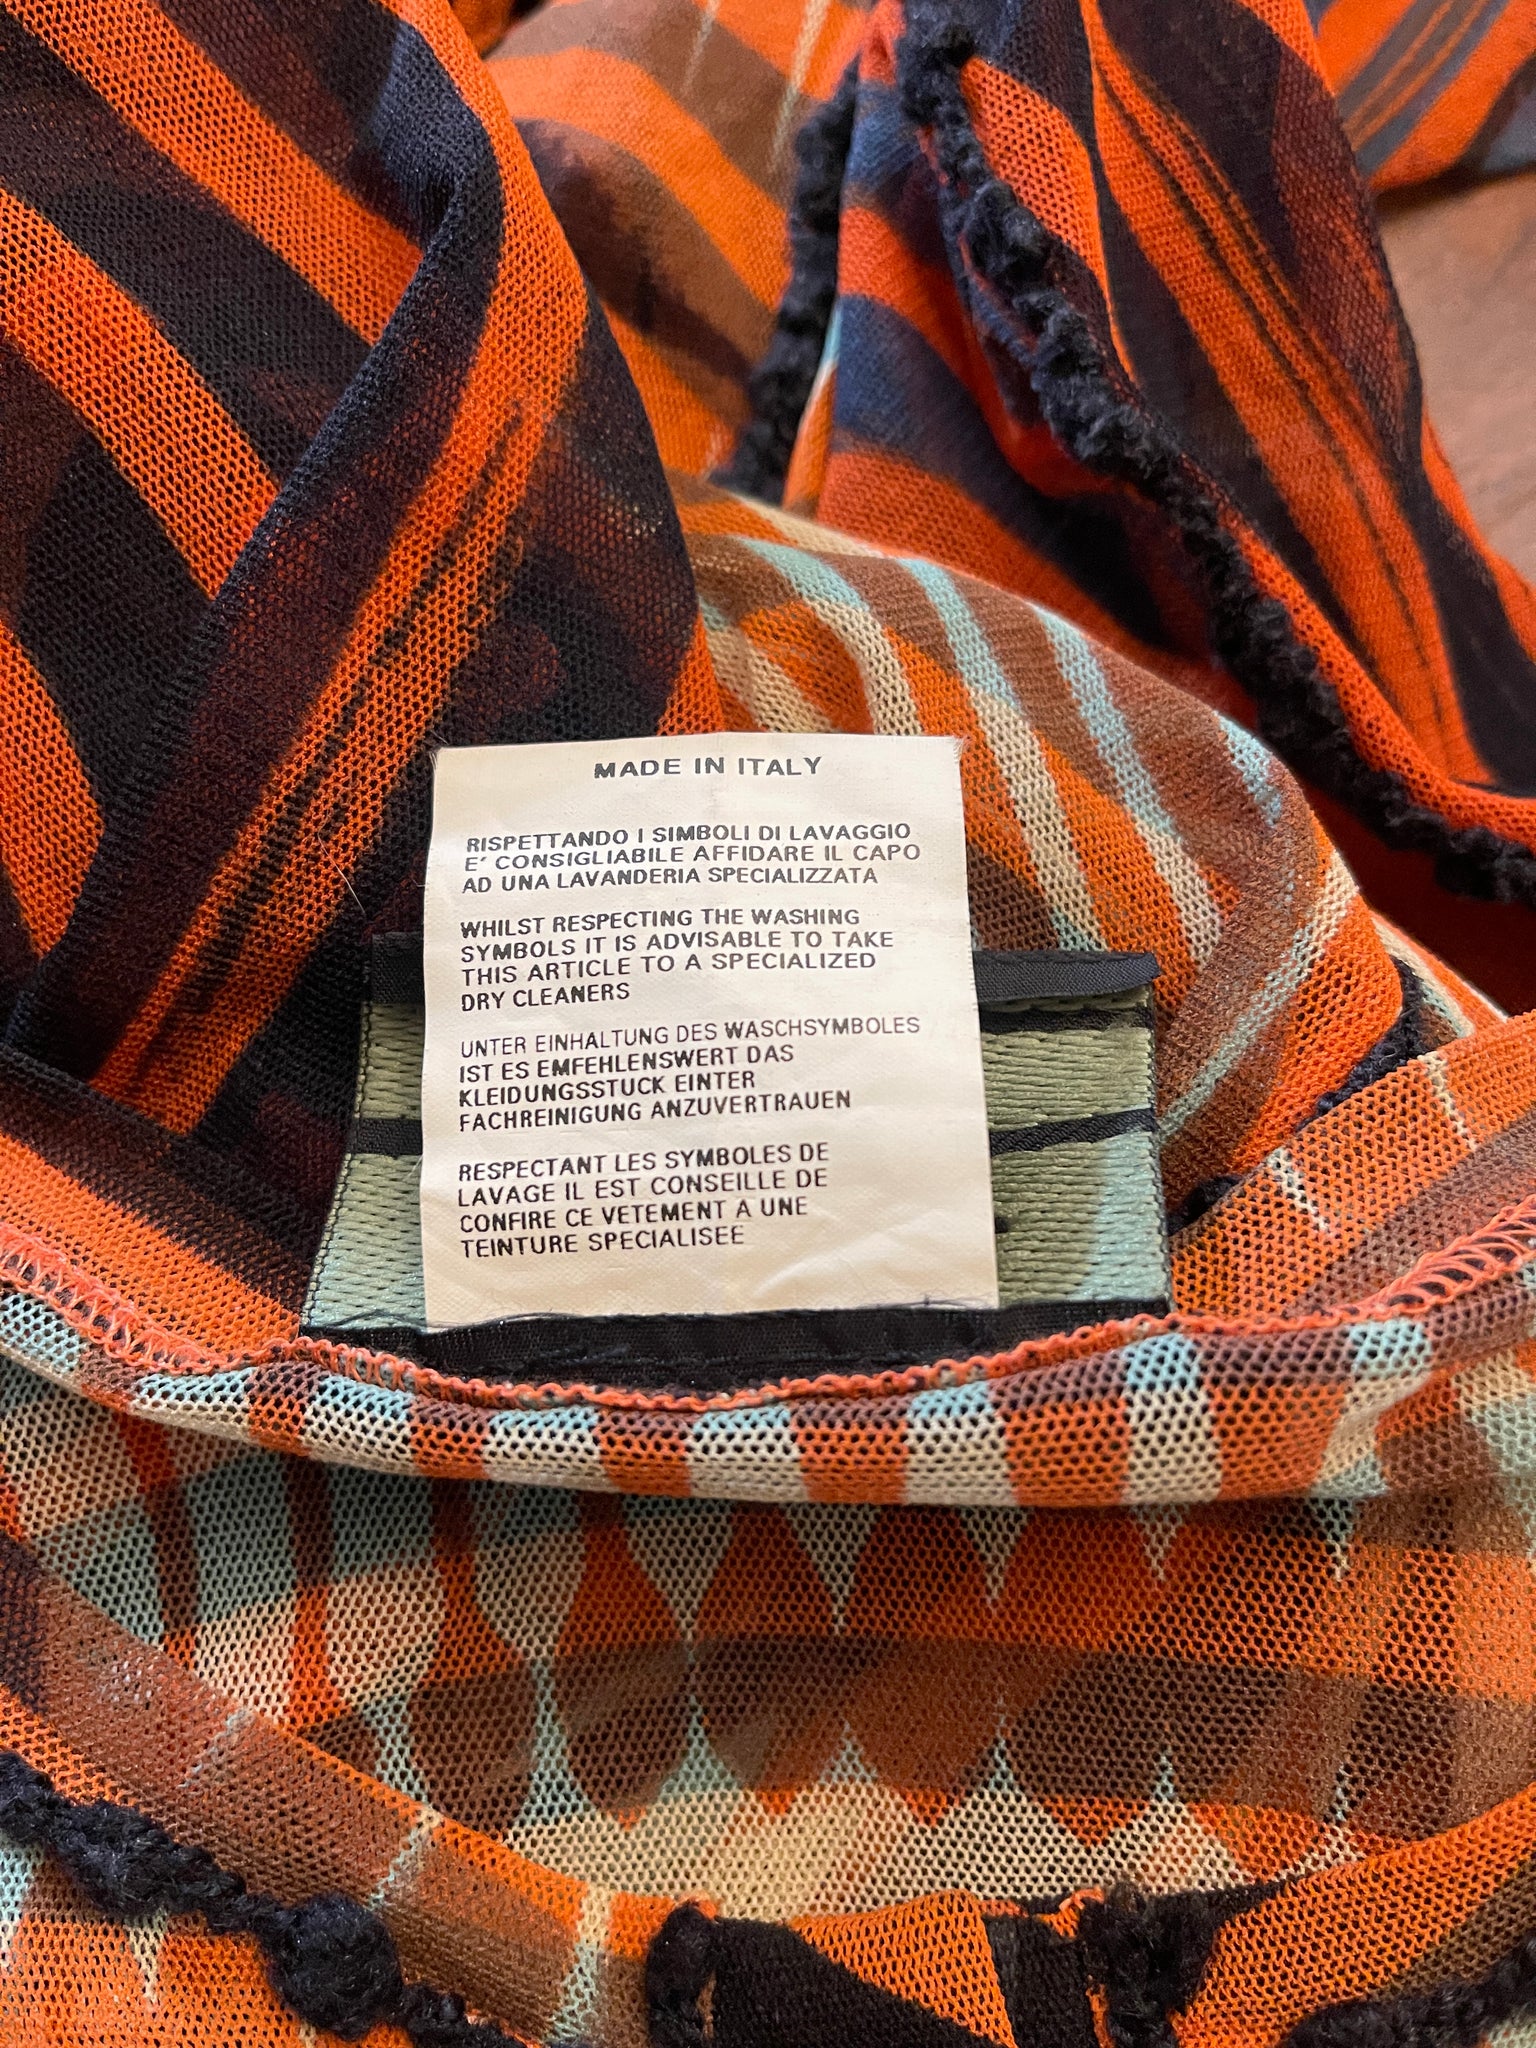 MADE IN ITALY
RISPETTANDO I SIMBOLI DI LAVAGGIO
E' CONSIGLIABILE AFFIDARE IL CAPO
AD UNA LAVANDERIA SPECIALIZZATA
WHILST RESPECTING THE WASHING
SYMBOLS IT IS ADVISABLE TO TAKE
THIS ARTICLE TO A SPECIALIZED
DRY CLEANERS
UNTER EINHALTUNG DES WASCHSYMBOLES
IST ES EMFEHLENSWERT DAS
KLEIDUNGSSTUCK EINTER
FACHREINIGUNG ANZUVERTRAUEN
RESPECTANT LES SYMBOLES DE
LAVAGE IL EST CONSEILLE DE
CONFIRE CE VETEMENT A UNE
TEINTURE SPECIALISEE